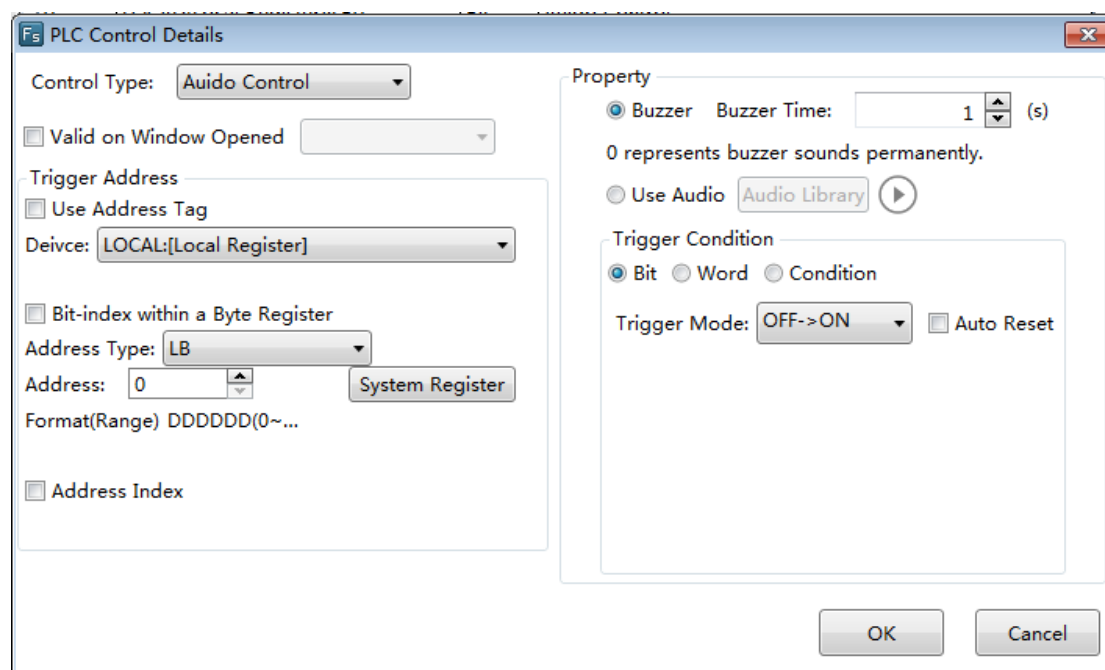 Fs PLC Control Details
Control Type: Auido Control
Valid on Window Opened
Trigger Address
Use Address Tag
Deivce: LOCAL:[Local Register]
Bit-index within a Byte Register
Address Type: LB
Address: 0 System Register
Format(Range) DDDDDD(0~...
Address Index
Property
Buzzer Buzzer Time: 1 (s)
0 represents buzzer sounds permanently.
Use Audio Audio Library
Trigger Condition
Bit Word Condition
Trigger Mode: OFF->ON Auto Reset
OK Cancel